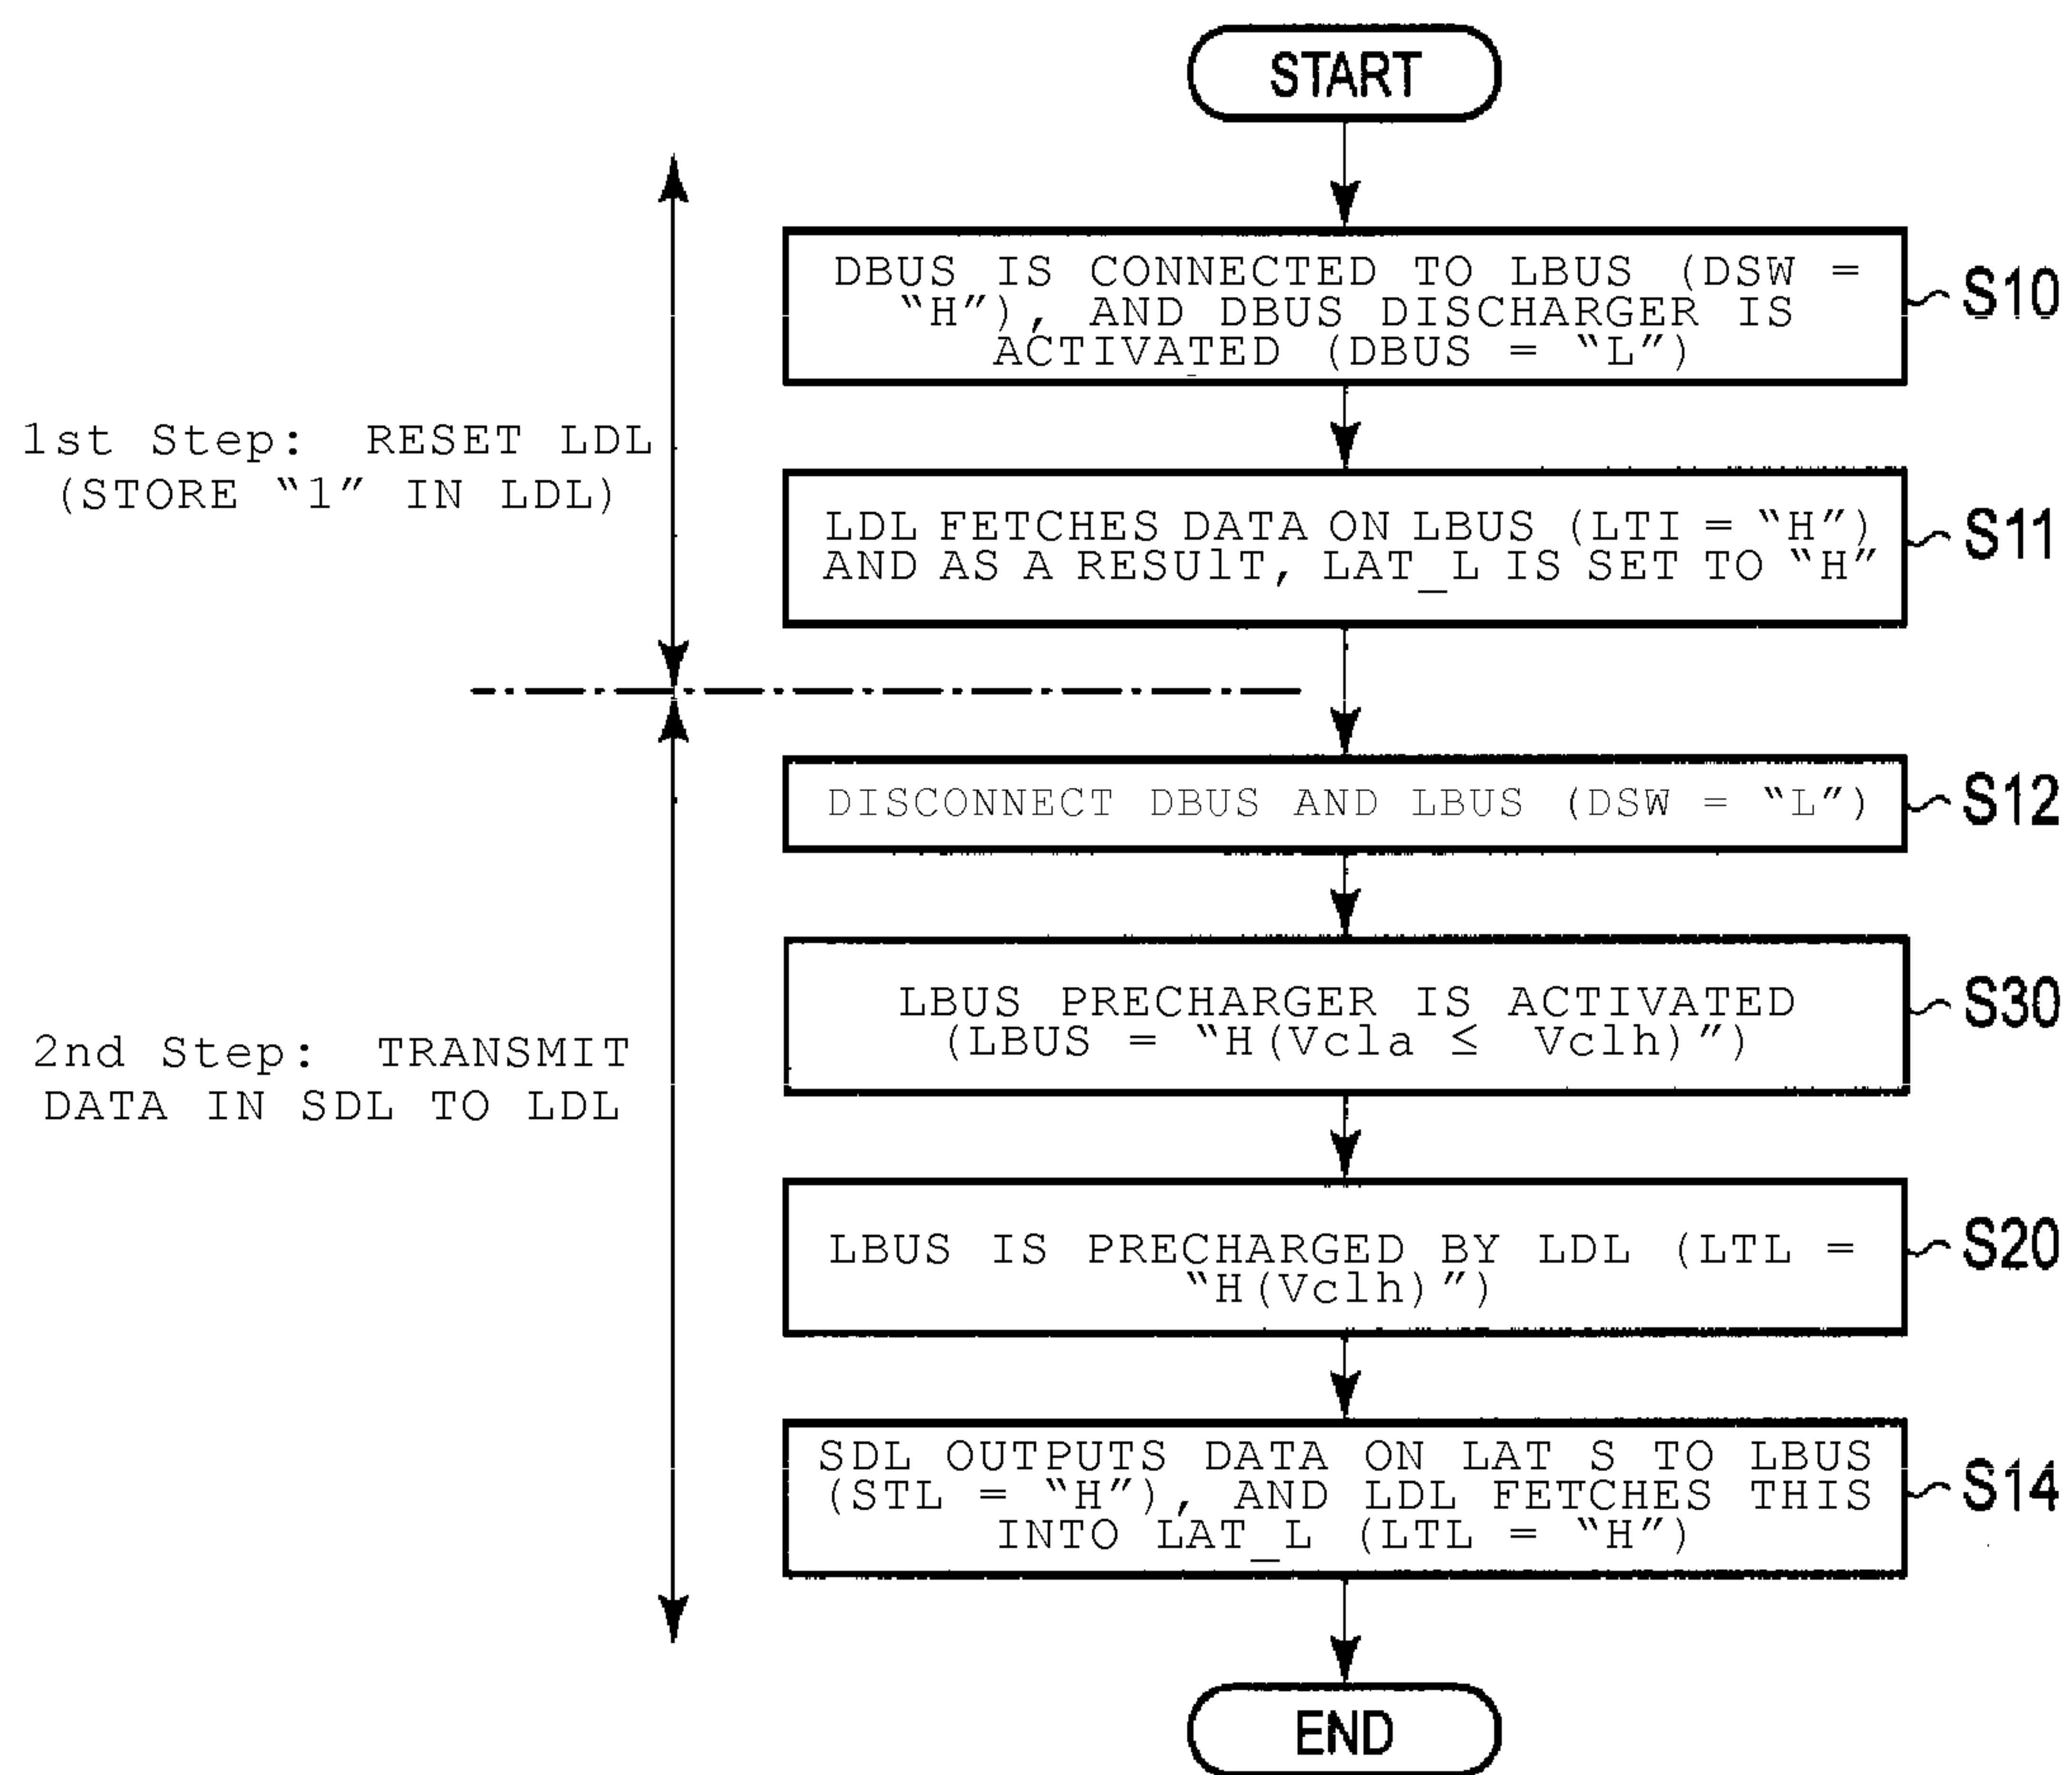 START
DBUS IS CONNECTED TO LBUS (DSW =
“H”), AND DBUS DISCHARGER IS
ACTIVATED (DBUS = “L”)
S10
1st Step: RESET LDL
(STORE “1” IN LDL)
LDL FETCHES DATA ON LBUS (LTI = “H”)
AND AS A RESUlT, LAT_L IS SET TO “H”
S11
DISCONNECT DBUS AND LBUS (DSW = “L”)
S12
LBUS PRECHARGER IS ACTIVATED
(LBUS = “H(Vcla ≤ Vclh)”)
S30
2nd Step: TRANSMIT
DATA IN SDL TO LDL
LBUS IS PRECHARGED BY LDL (LTL =
“H(Vclh)”)
S20
SDL OUTPUTS DATA ON LAT S TO LBUS
(STL = “H”), AND LDL FETCHES THIS
INTO LAT_L (LTL = “H”)
S14
END